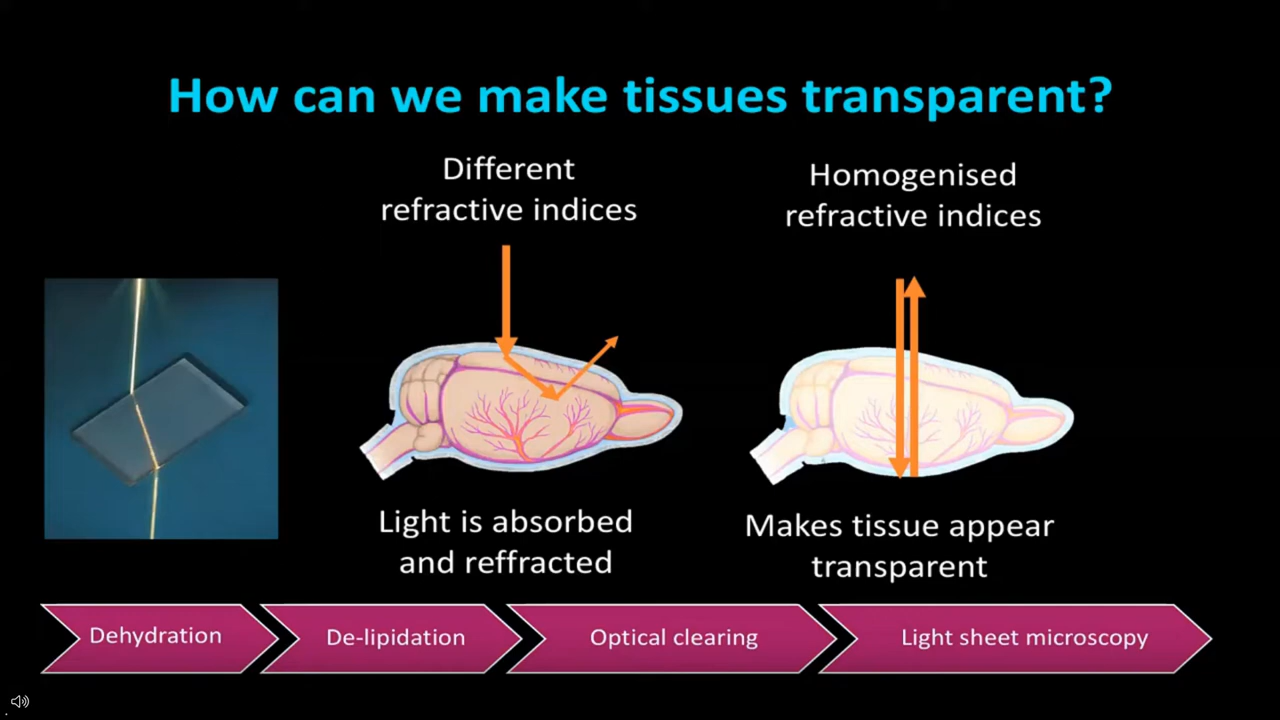 How can we make tissues transparent?
Different
refractive indices
Homogenised
refractive indices
Light is absorbed
and reffracted
Makes tissue appear
transparent
Dehydration
De-lipidation
Optical clearing
Light sheet microscopy